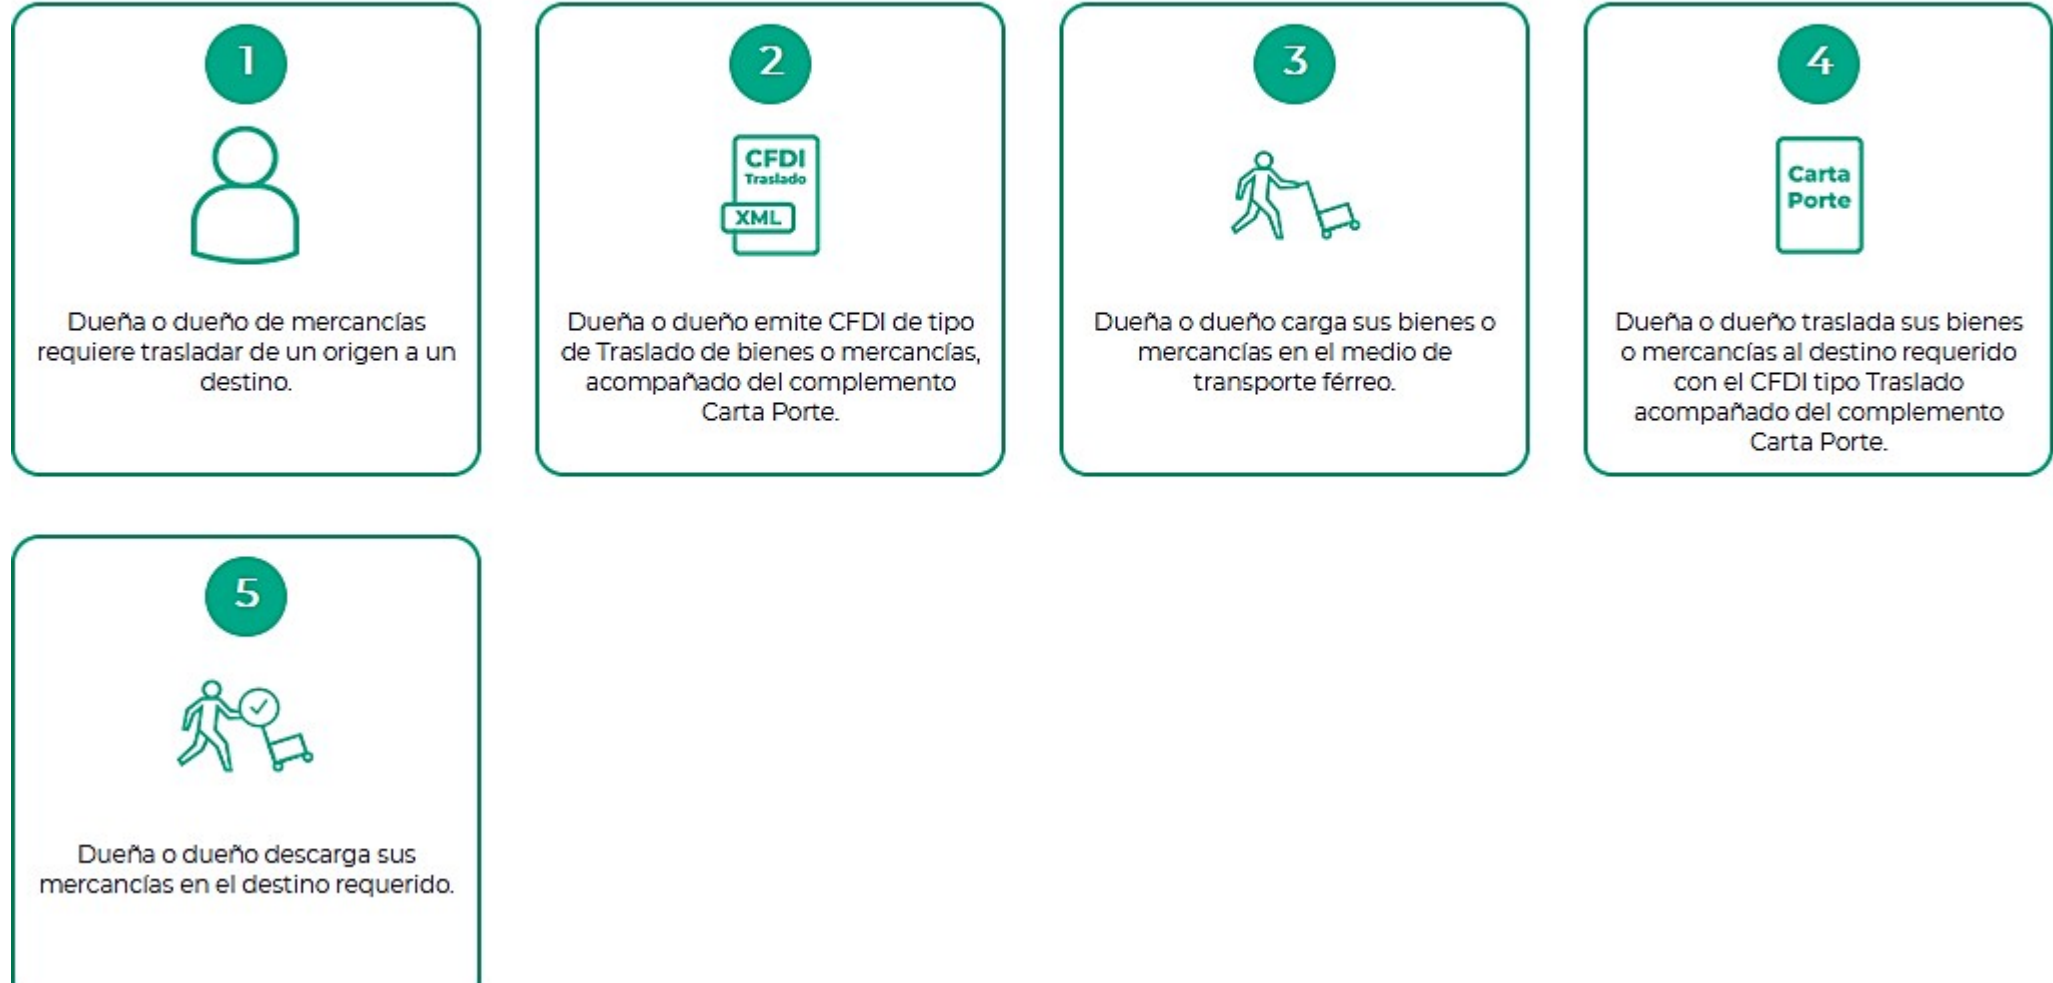 1
Dueña o dueño de mercancías
requiere trasladar de un origen a un
destino.
2
CFDI
Traslado
XML
Dueña o dueño emite CFDI de tipo
de Traslado de bienes o mercancías,
acompañado del complemento
Carta Porte.
3
Dueña o dueño carga sus bienes o
mercancías en el medio de
transporte férreo.
4
Carta
Porte
Dueña o dueño traslada sus bienes
o mercancías al destino requerido
con el CFDI tipo Traslado
acompañado del complemento
Carta Porte.
5
Dueña o dueño descarga sus
mercancías en el destino requerido.